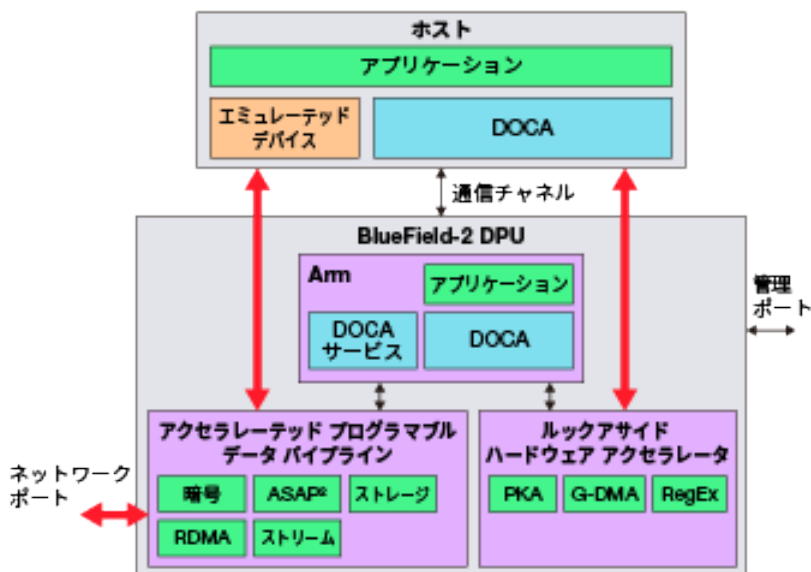 ホスト
アプリケーション
エミュレーテッド
デバイス
DOCA
通信チャネル
BlueField-2 DPU
Arm
アプリケーション
DOCA
サービス
DOCA
管理
ポート
アクセラレーテッド プログラマブル
データ パイプライン
暗号
ASAP²
ストレージ
RDMA
ストリーム
ルックアサイド
ハードウェア アクセラレータ
PKA
G-DMA
RegEx
ネットワーク
ポート